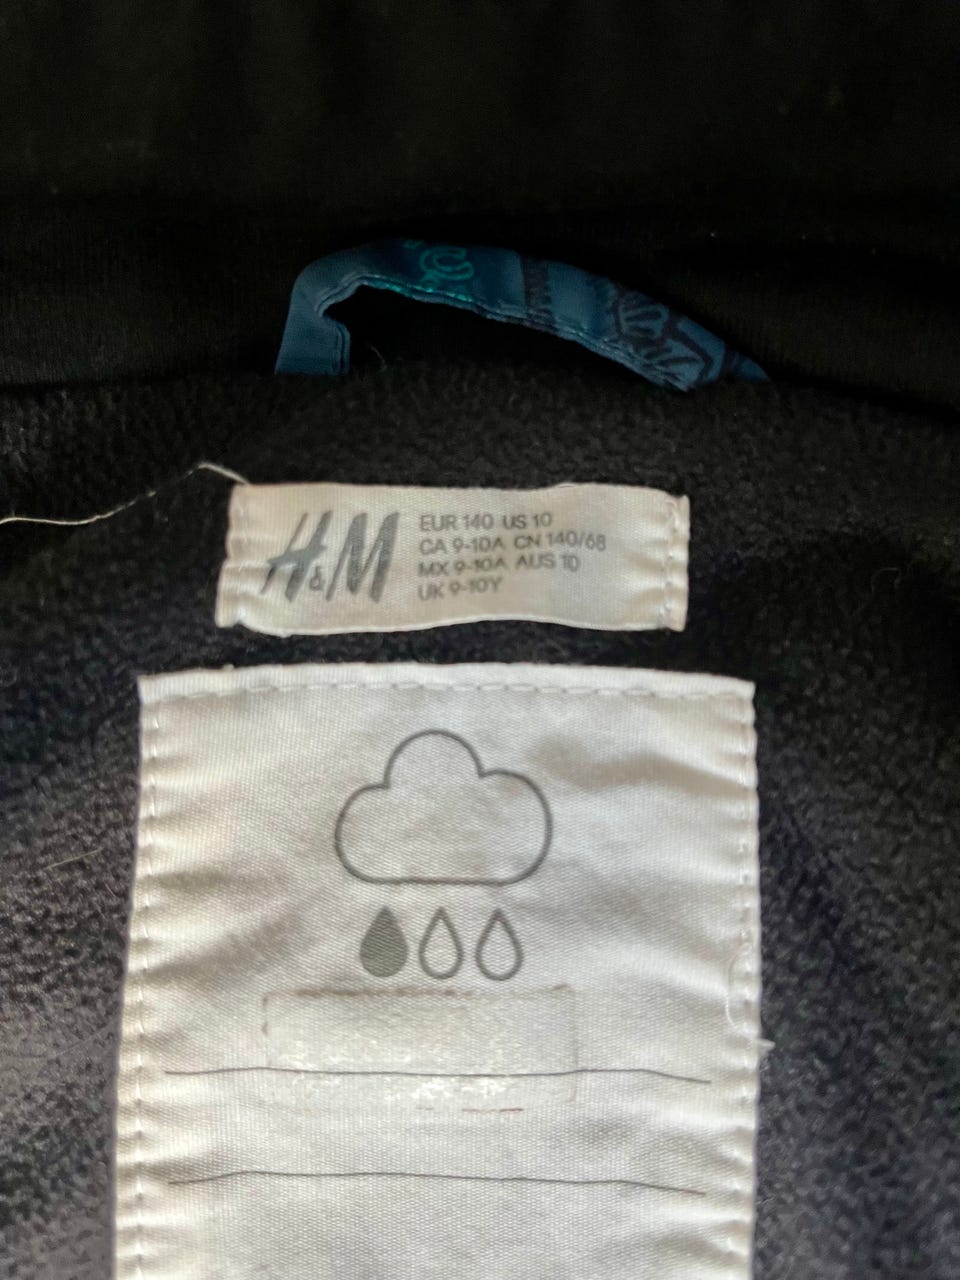 H&M
EUR 140 US 10
CA 9-10A CN 140/68
MX 9-10A AUS 10
UK 9-10Y